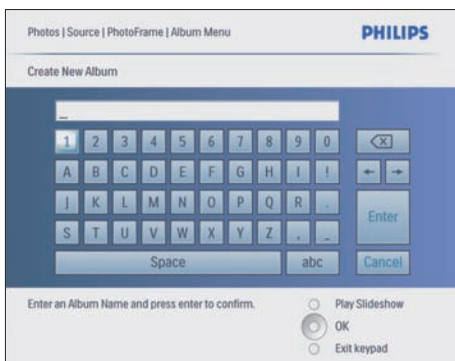 Photos | Source | PhotoFrame | Album Menu PHILIPS
Create New Album
_
1 2 3 4 5 6 7 8 9 0
A B C D E F G H I !
J K L M N O P Q R .
S T U V W X Y Z , _
Enter
Space abc Cancel
Enter an Album Name and press enter to confirm.
Play Slideshow
OK
Exit keypad